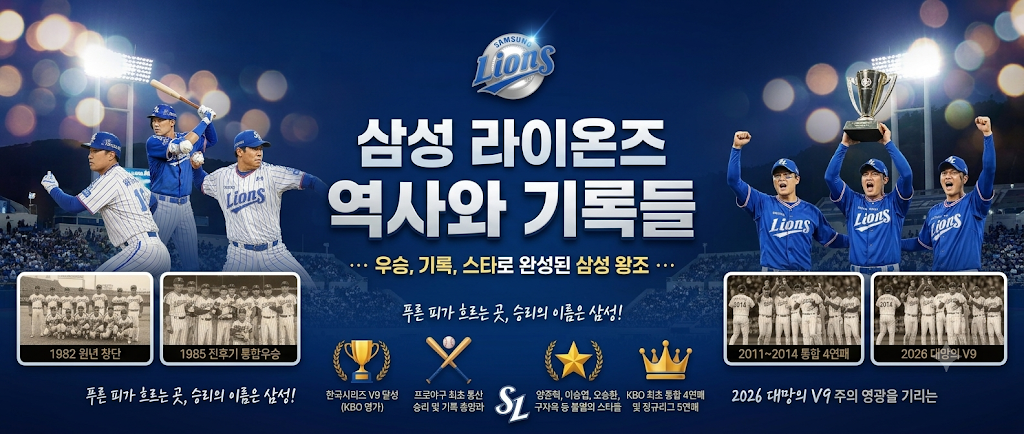 SAMSUNG
Lions
삼성 라이온즈
역사와 기록들
··· 우승, 기록, 스타로 완성된 삼성 왕조 ···
푸른 피가 흐르는 곳, 승리의 이름은 삼성!
Lions
Lions
Lions
Lions
1982 원년 창단
1985 전후기 통합우승
2014
2011~2014 통합 4연패
2014
2026 대망의 V9
푸른 피가 흐르는 곳, 승리의 이름은 삼성!
한국시리즈 V9 달성
(KBO 명가)
프로야구 최초 통산
승리 및 기록 총망라
SL
양준혁, 이승엽, 오승환,
구자욱 등 불멸의 스타들
KBO 최초 통합 4연패
및 정규리그 5연패
2026 대망의 V9 주의 영광을 기리는